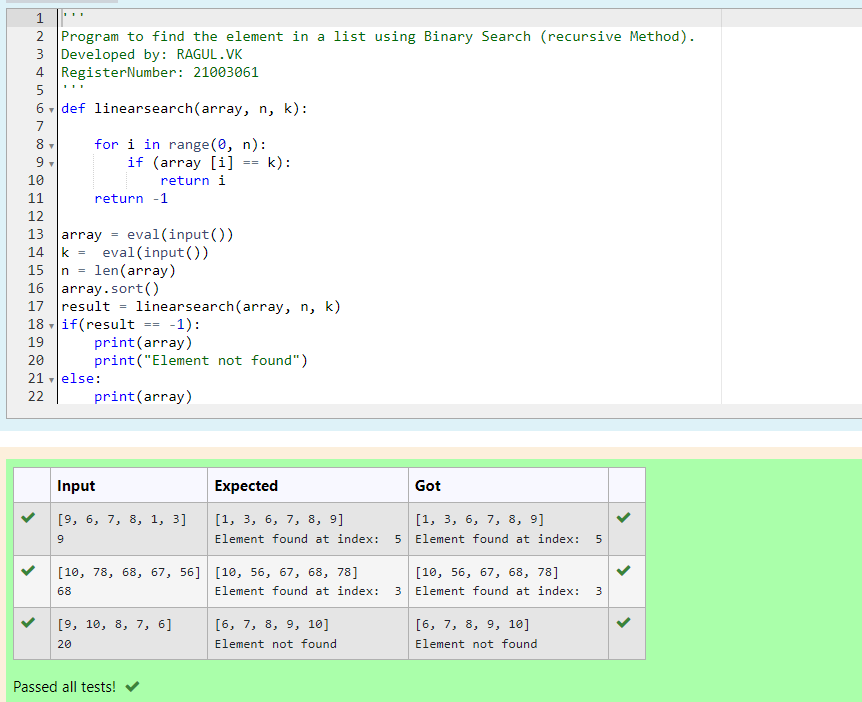 1 '''
2 Program to find the element in a list using Binary Search (recursive Method).
3 Developed by: RAGUL.VK
4 RegisterNumber: 21003061
5 '''
6 def linearsearch(array, n, k):
7
8     for i in range(0, n):
9         if (array [i] == k):
10             return i
11     return -1
12
13 array = eval(input())
14 k =  eval(input())
15 n = len(array)
16 array.sort()
17 result = linearsearch(array, n, k)
18 if(result == -1):
19     print(array)
20     print("Element not found")
21 else:
22     print(array)
Input Expected Got
[9, 6, 7, 8, 1, 3] [1, 3, 6, 7, 8, 9] [1, 3, 6, 7, 8, 9]
9 Element found at index:  5 Element found at index:  5
[10, 78, 68, 67, 56] [10, 56, 67, 68, 78] [10, 56, 67, 68, 78]
68 Element found at index:  3 Element found at index:  3
[9, 10, 8, 7, 6] [6, 7, 8, 9, 10] [6, 7, 8, 9, 10]
20 Element not found Element not found
Passed all tests!